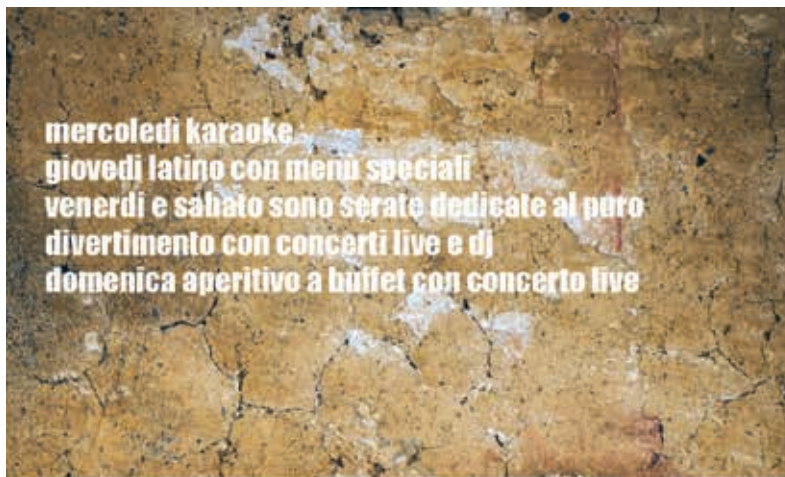 mercoledì karaoke
giovedì latino con menù speciali
venerdì e sabato sono serate dedicate al puro
divertimento con concerti live e dj
domenica aperitivo a buffet con concerto live